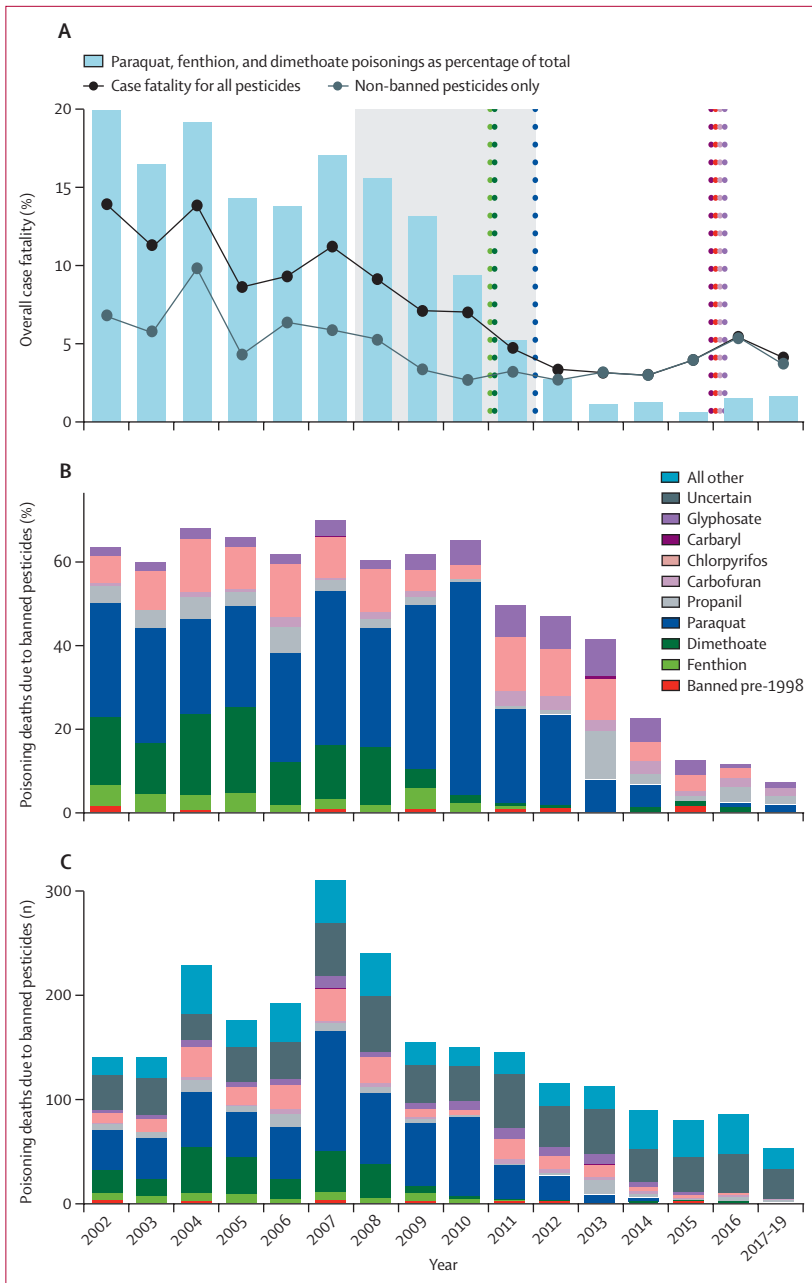 A
Paraquat, fenthion, and dimethoate poisonings as percentage of total
Case fatality for all pesticides
Non-banned pesticides only
Overall case fatality (%)
20
15
10
5
0
B
Poisoning deaths due to banned pesticides (%)
60
40
20
0
All other
Uncertain
Glyphosate
Carbaryl
Chlorpyrifos
Carbofuran
Propanil
Paraquat
Dimethoate
Fenthion
Banned pre-1998
C
Poisoning deaths due to banned pesticides (n)
300
200
100
0
2002
2003
2004
2005
2006
2007
2008
2009
2010
2011
2012
2013
2014
2015
2016
2017-19
Year